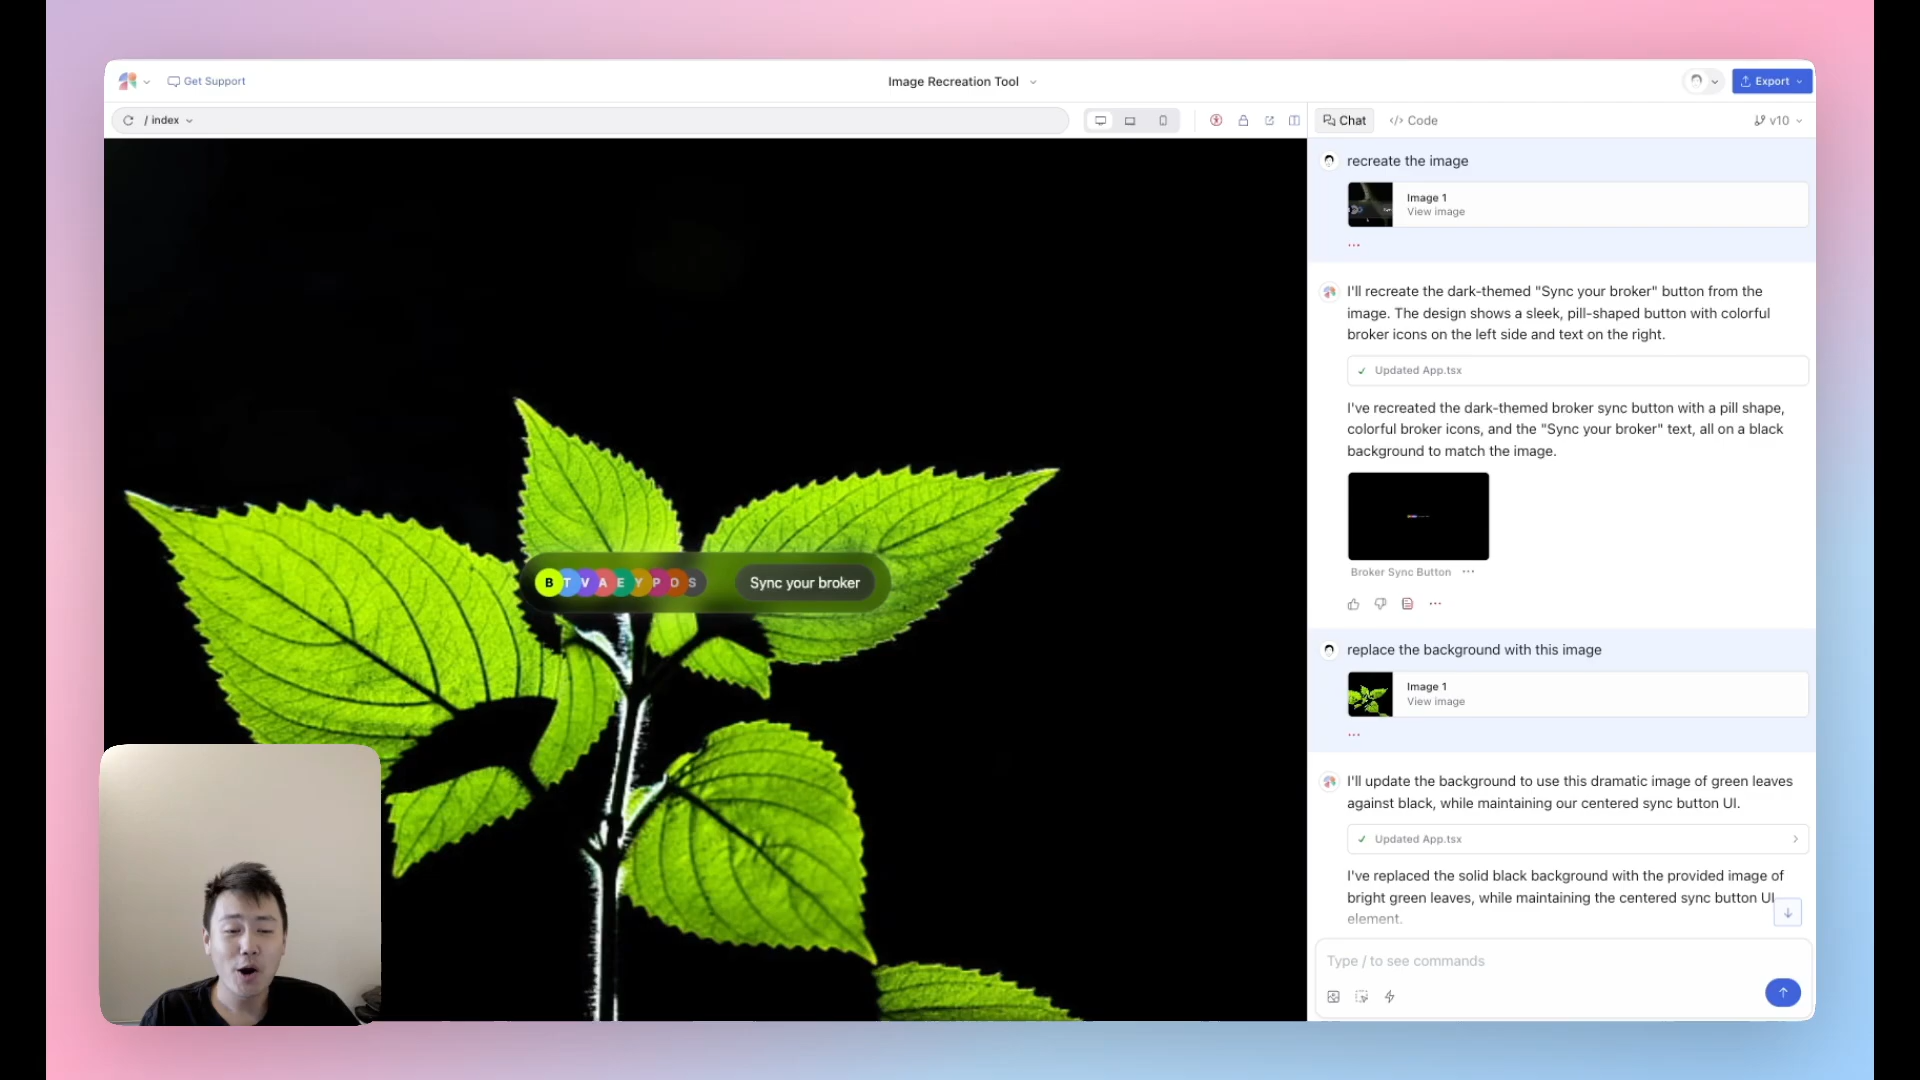 Get Support
Image Recreation Tool
Export
/ index
Chat
</> Code
v10
recreate the image
Image 1
View image
...
I'll recreate the dark-themed "Sync your broker" button from the
image. The design shows a sleek, pill-shaped button with colorful
broker icons on the left side and text on the right.
Updated App.tsx
I've recreated the dark-themed broker sync button with a pill shape,
colorful broker icons, and the "Sync your broker" text, all on a black
background to match the image.
Broker Sync Button ...
...
replace the background with this image
Image 1
View image
...
I'll update the background to use this dramatic image of green leaves
against black, while maintaining our centered sync button UI.
Updated App.tsx
I've replaced the solid black background with the provided image of
bright green leaves, while maintaining the centered sync button UI
element.
Type / to see commands
B T V A E Y P O S
Sync your broker